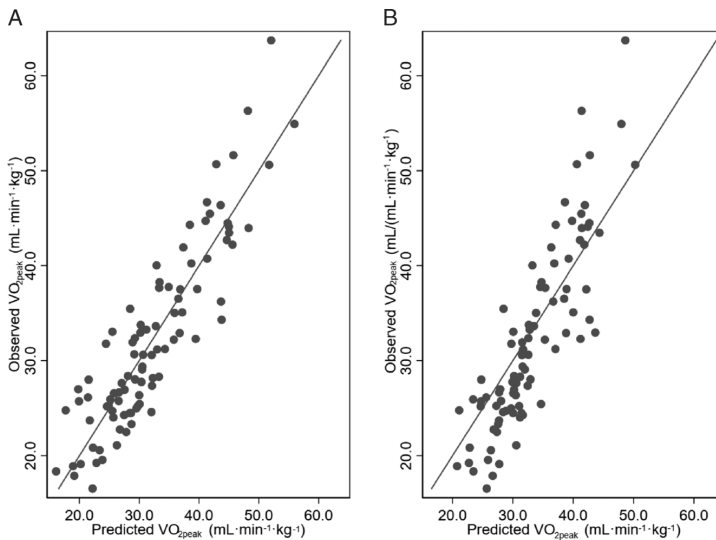 A
B
Observed VO2peak (mL·min-1·kg-1)
60.0
50.0
40.0
30.0
20.0
20.0 30.0 40.0 50.0 60.0
Predicted VO2peak (mL·min-1·kg-1)
Observed VO2peak (mL/(mL·min-1·kg-1)
60.0
50.0
40.0
30.0
20.0
20.0 30.0 40.0 50.0 60.0
Predicted VO2peak (mL·min-1·kg-1)